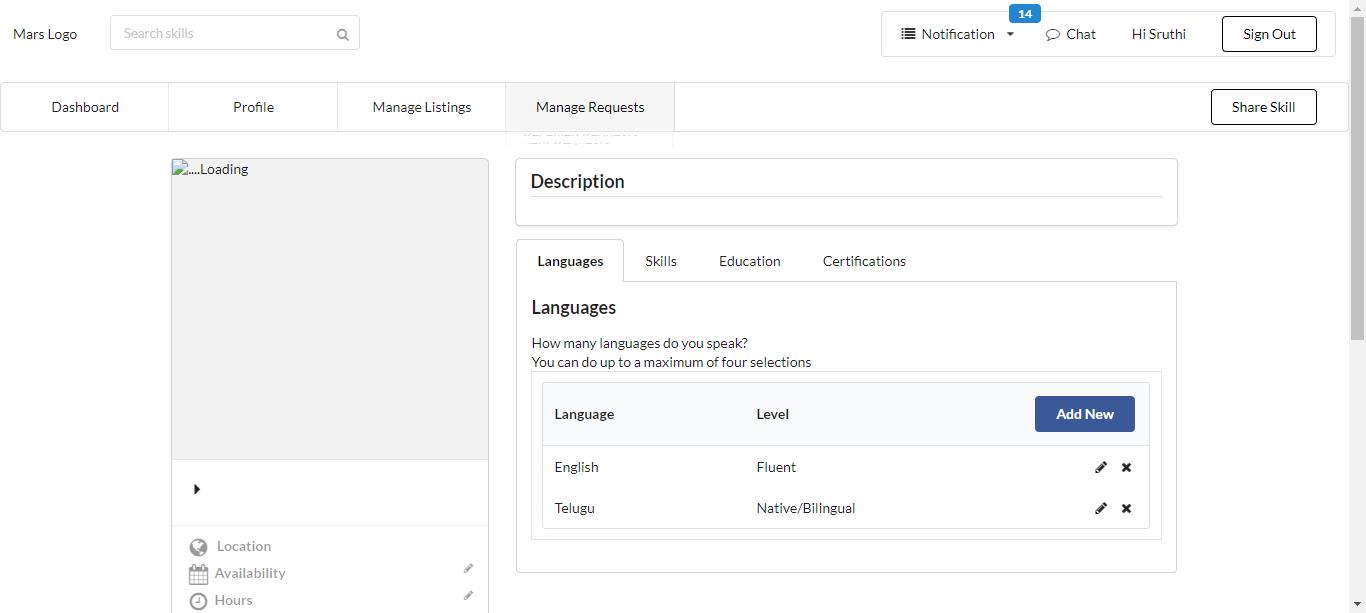 14
Mars Logo
Search skills
Notification
Chat
Hi Sruthi
Sign Out
Dashboard
Profile
Manage Listings
Manage Requests
Share Skill
....Loading
Location
Availability
Hours
Description
Languages
Skills
Education
Certifications
Languages
How many languages do you speak?
You can do up to a maximum of four selections
Language
Level
Add New
English
Fluent
Telugu
Native/Bilingual